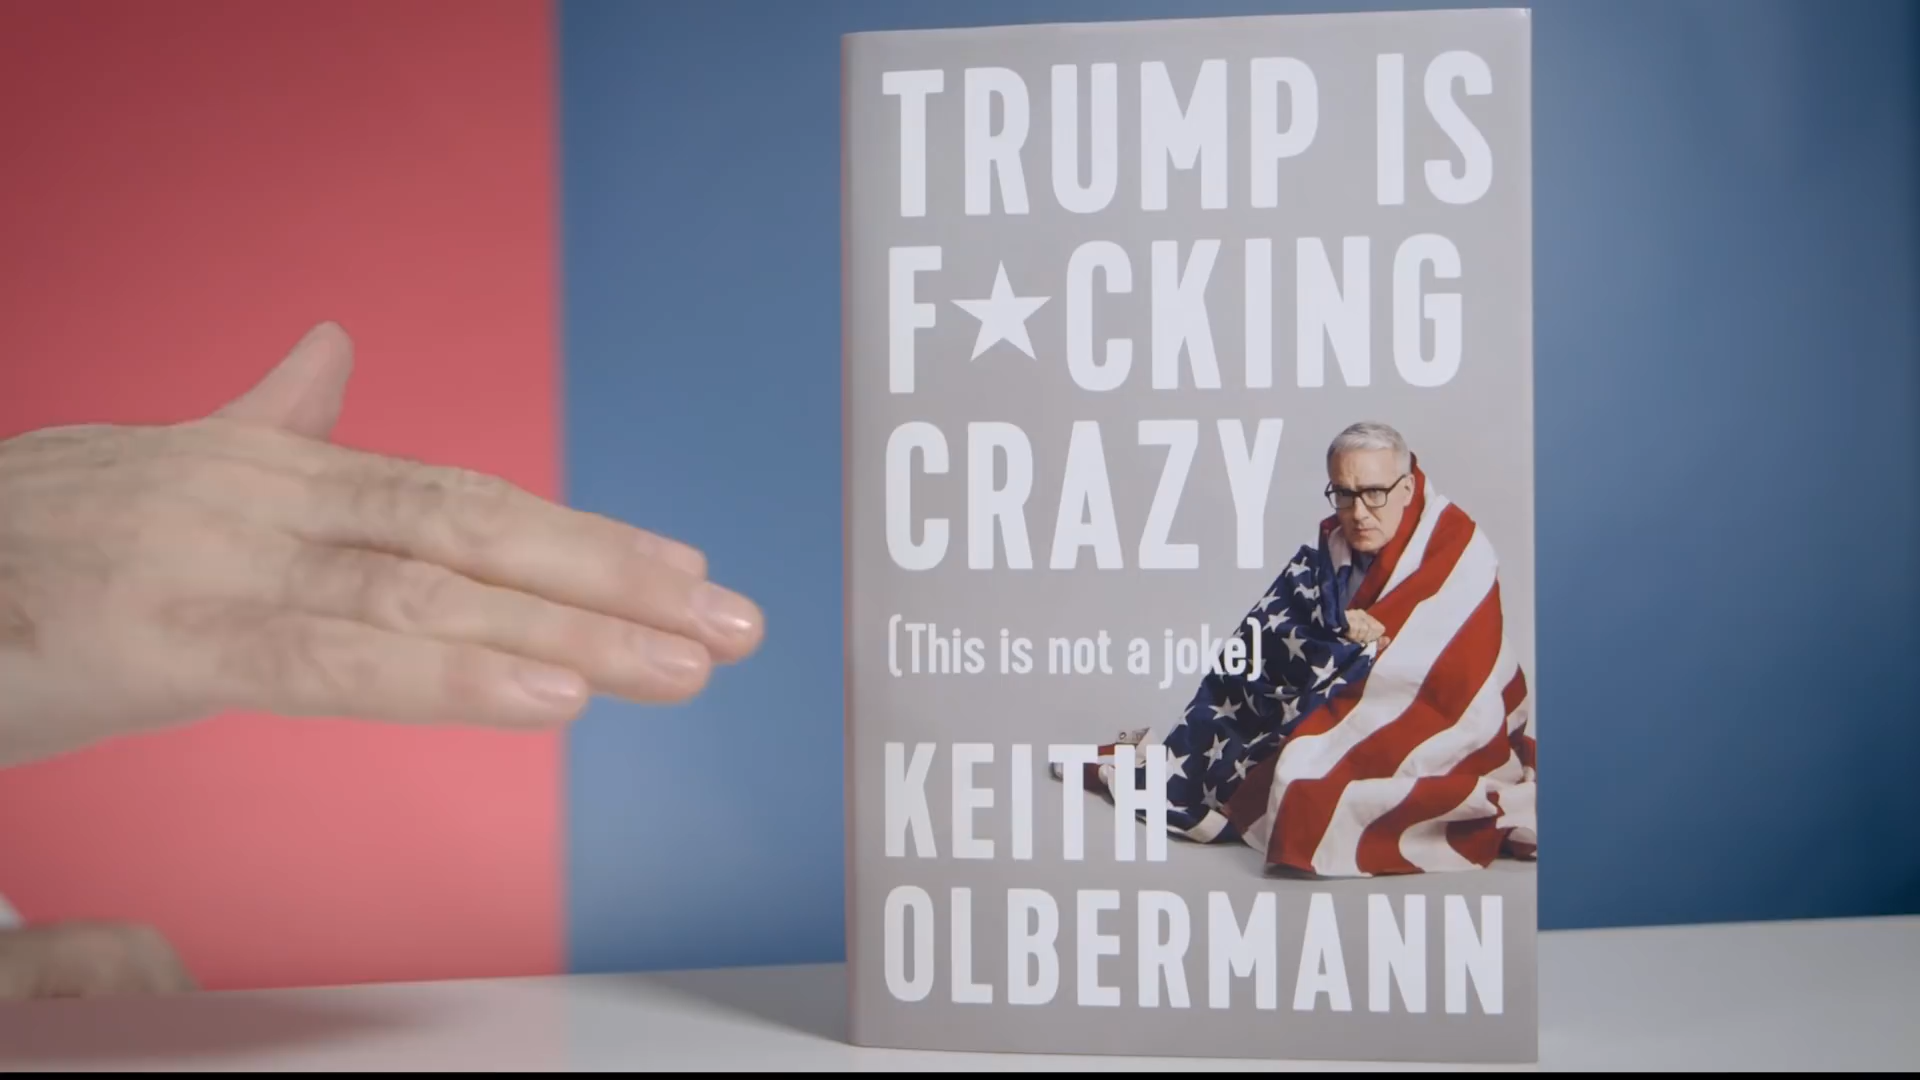 TRUMP IS
F★CKING
CRAZY
(This is not a joke)
KEITH
OLBERMANN